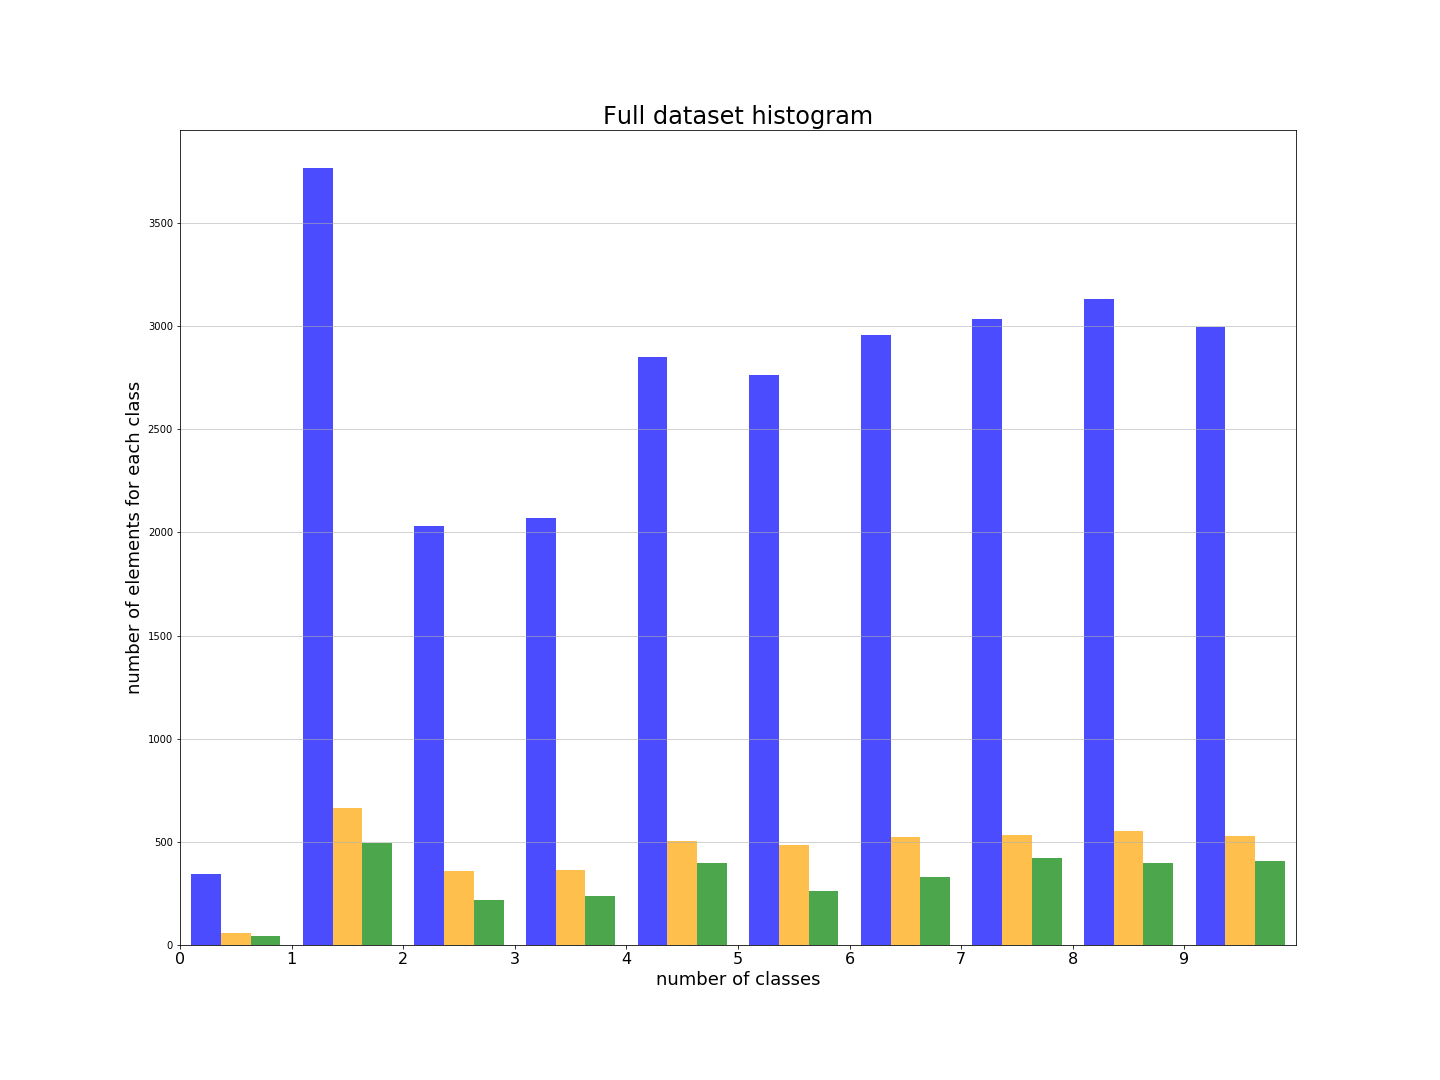 Full dataset histogram
3500
3000
2500
2000
1500
1000
500
0
number of elements for each class
0 1 2 3 4 5 6 7 8 9
number of classes